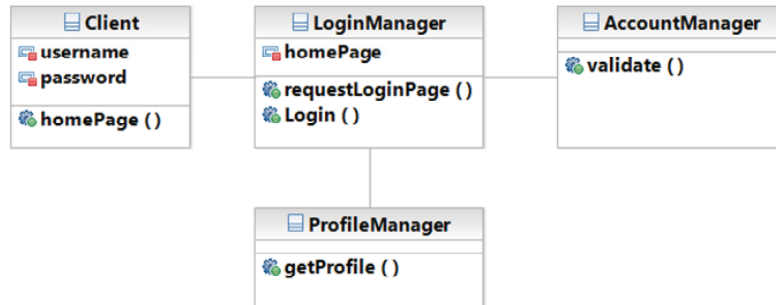 Client
username
password
homePage ( )
LoginManager
homePage
requestLoginPage ( )
Login ( )
AccountManager
validate ( )
ProfileManager
getProfile ( )